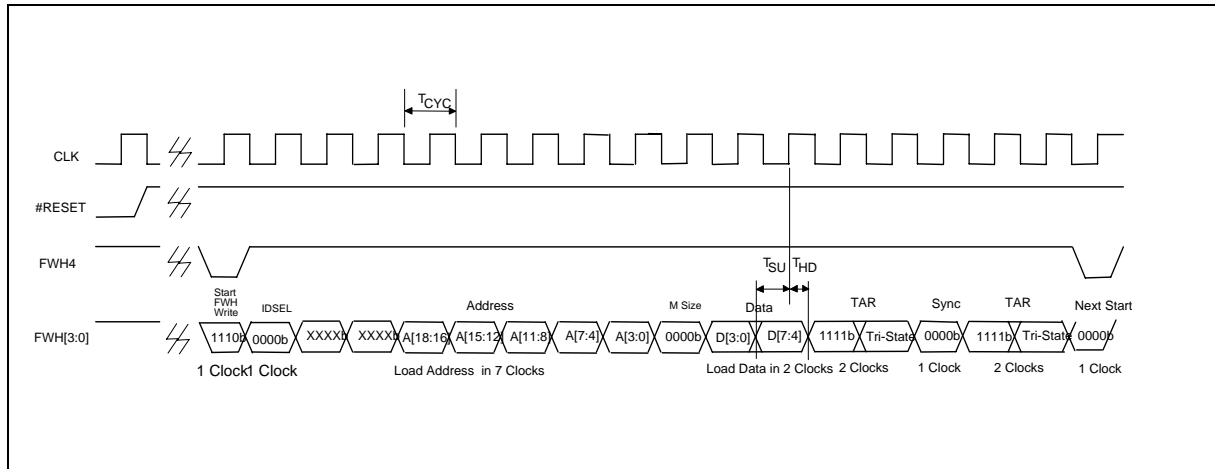 TCYC
CLK
#RESET
FWH4
TSU THD
Start
FWH
Write
IDSEL
Address
M Size
Data
TAR
Sync
TAR
Next Start
FWH[3:0]
1110b 0000b XXXXb XXXXb A[18:16] A[15:12] A[11:8] A[7:4] A[3:0] 0000b D[3:0] D[7:4] 1111b Tri-State 0000b 1111b Tri-State 0000b
1 Clock 1 Clock Load Address in 7 Clocks Load Data in 2 Clocks 2 Clocks 1 Clock 2 Clocks 1 Clock